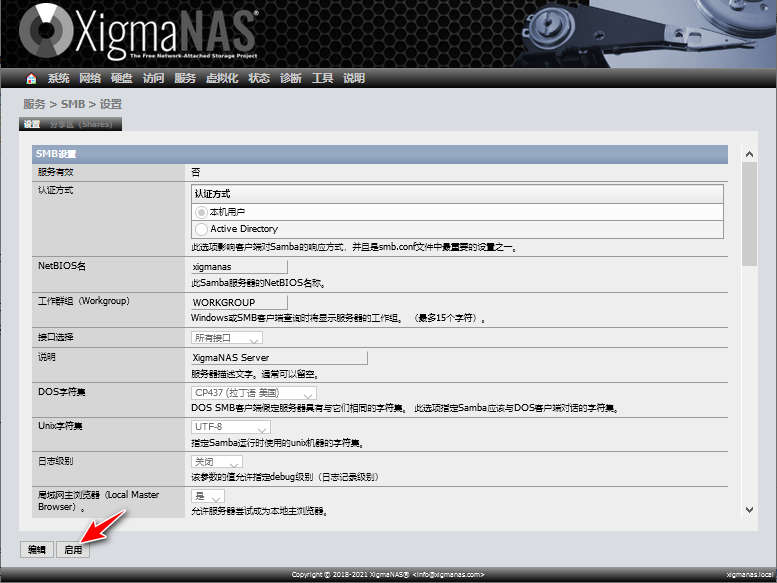 XigmaNAS®
The Free Network-Attached Storage Project
系统 网络 硬盘 访问 服务 虚拟化 状态 诊断 工具 说明
服务 > SMB > 设置
设置 分享区 (Shares)
SMB设置
服务有效 否
认证方式 认证方式
本机用户
Active Directory
此选项影响客户端对Samba的响应方式，并且是smb.conf文件中最重要的设置之一。
NetBIOS名 xigmanas
此Samba服务器的NetBIOS名称。
工作群组（Workgroup） WORKGROUP
Windows或SMB客户端查询时将显示服务器的工作组。（最多15个字符）。
接口选择 所有接口
说明 XigmaNAS Server
服务器描述文字。通常可以留空。
DOS字符集 CP437 (拉丁语 美国)
DOS SMB客户端假定服务器具有与它们相同的字符集。 此选项指定Samba应该与DOS客户端对话的字符集。
Unix字符集 UTF-8
指定Samba运行时使用的unix机器的字符集。
日志级别 关闭
该参数的值允许指定debug级别（日志记录级别）
局域网主浏览器（Local Master Browser）。 是
允许服务器尝试成为本地主浏览器。
编辑 启用
Copyright © 2018-2021 XigmaNAS® <info@xigmanas.com>
xigmanas.local